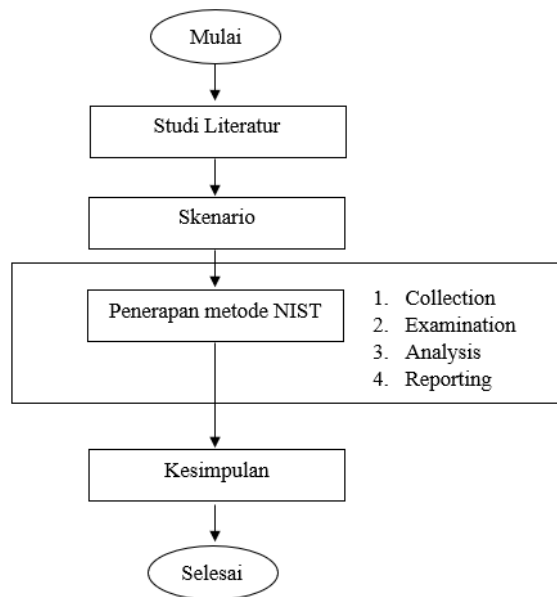 Mulai
Studi Literatur
Skenario
Penerapan metode NIST
1. Collection
2. Examination
3. Analysis
4. Reporting
Kesimpulan
Selesai